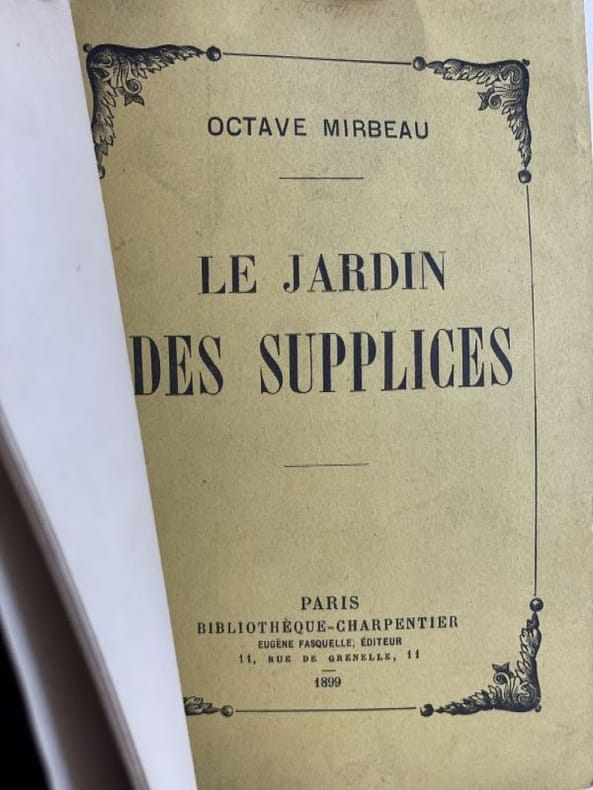 OCTAVE MIRBEAU
LE JARDIN
DES SUPPLICES
PARIS
BIBLIOTHÈQUE-CHARPENTIER
EUGÈNE FASQUELLE, ÉDITEUR
11, RUE DE GRENELLE, 11
1899